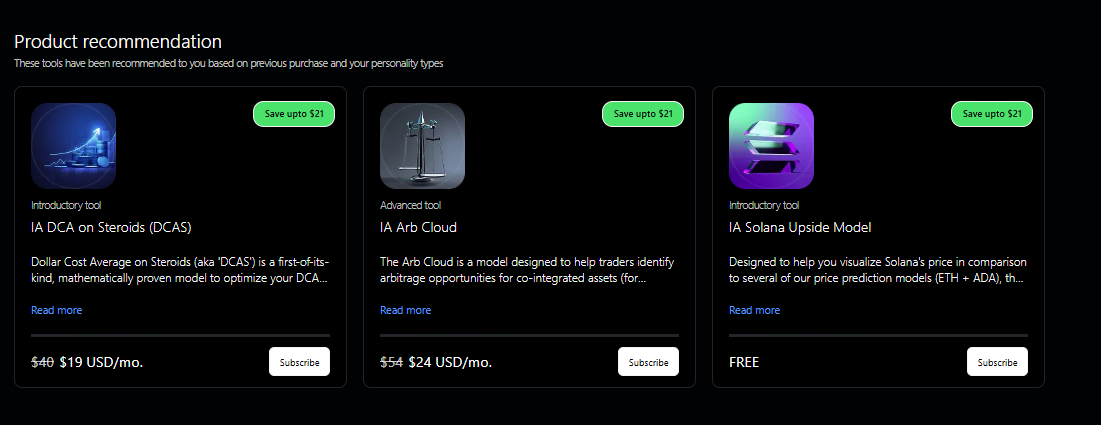 Product recommendation
These tools have been recommended to you based on previous purchase and your personality types
Save upto $21
Introductory tool
IA DCA on Steroids (DCAS)
Dollar Cost Average on Steroids (aka 'DCAS') is a first-of-its-
kind, mathematically proven model to optimize your DCA...
Read more
$40 $19 USD/mo.
Subscribe
Save upto $21
Advanced tool
IA Arb Cloud
The Arb Cloud is a model designed to help traders identify
arbitrage opportunities for co-integrated assets (for...
Read more
$54 $24 USD/mo.
Subscribe
Save upto $21
Introductory tool
IA Solana Upside Model
Designed to help you visualize Solana's price in comparison
to several of our price prediction models (ETH + ADA), th...
Read more
FREE
Subscribe